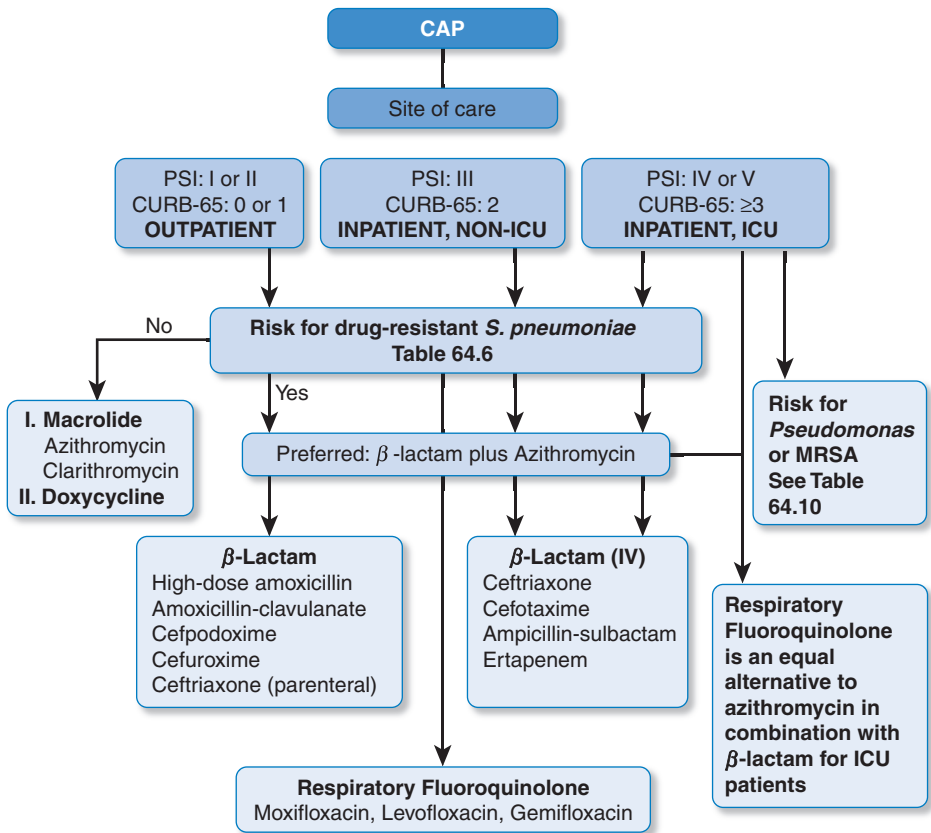 CAP
Site of care
PSI: I or II
CURB-65: 0 or 1
OUTPATIENT
PSI: III
CURB-65: 2
INPATIENT, NON-ICU
PSI: IV or V
CURB-65: ≥3
INPATIENT, ICU
No
Risk for drug-resistant S. pneumoniae
Table 64.6
Yes
I. Macrolide
Azithromycin
Clarithromycin
II. Doxycycline
Preferred: β -lactam plus Azithromycin
Risk for
Pseudomonas
or MRSA
See Table
64.10
β-Lactam
High-dose amoxicillin
Amoxicillin-clavulanate
Cefpodoxime
Cefuroxime
Ceftriaxone (parenteral)
β-Lactam (IV)
Ceftriaxone
Cefotaxime
Ampicillin-sulbactam
Ertapenem
Respiratory
Fluoroquinolone
is an equal
alternative to
azithromycin in
combination with
β-lactam for ICU
patients
Respiratory Fluoroquinolone
Moxifloxacin, Levofloxacin, Gemifloxacin